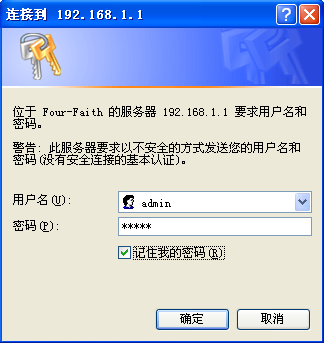 连接到 192.168.1.1
位于 Four-Faith 的服务器 192.168.1.1 要求用户名和
密码。
警告: 此服务器要求以不安全的方式发送您的用户名和
密码(没有安全连接的基本认证)。
用户名(U):
admin
密码(P):
*****
记住我的密码(R)
确定
取消